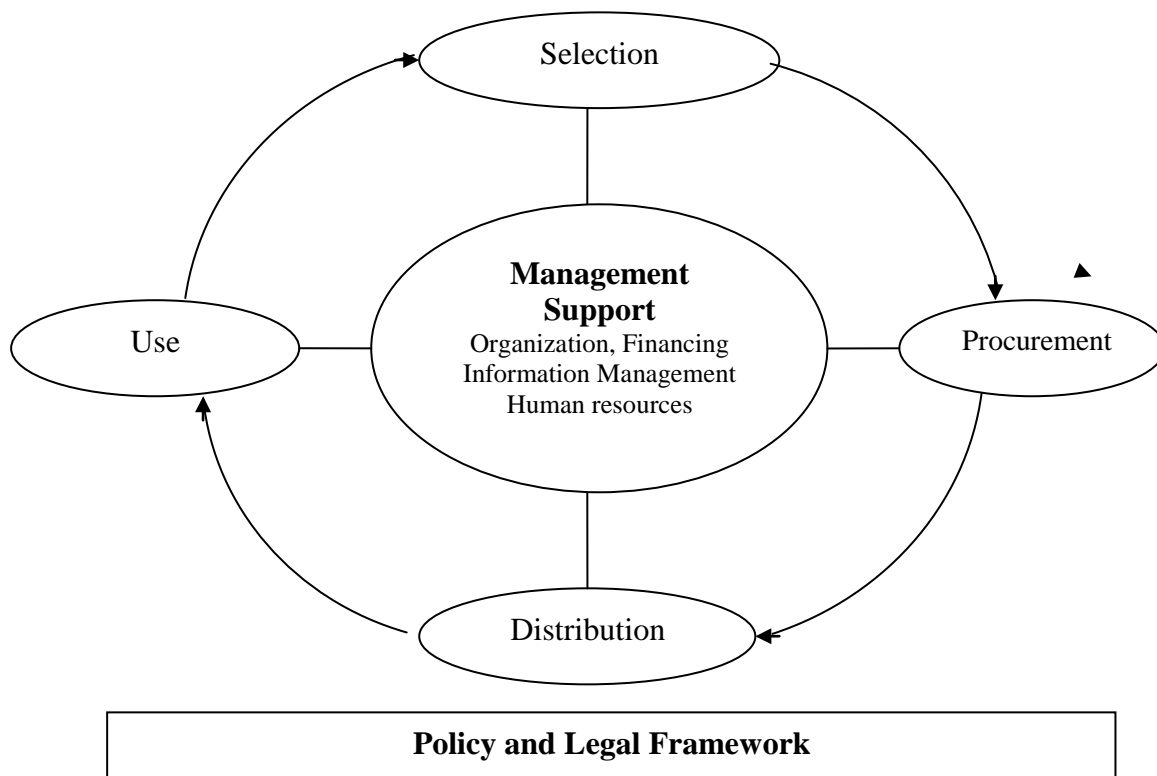 Selection
Management
Support
Organization, Financing
Information Management
Human resources
Use
Procurement
Distribution
Policy and Legal Framework